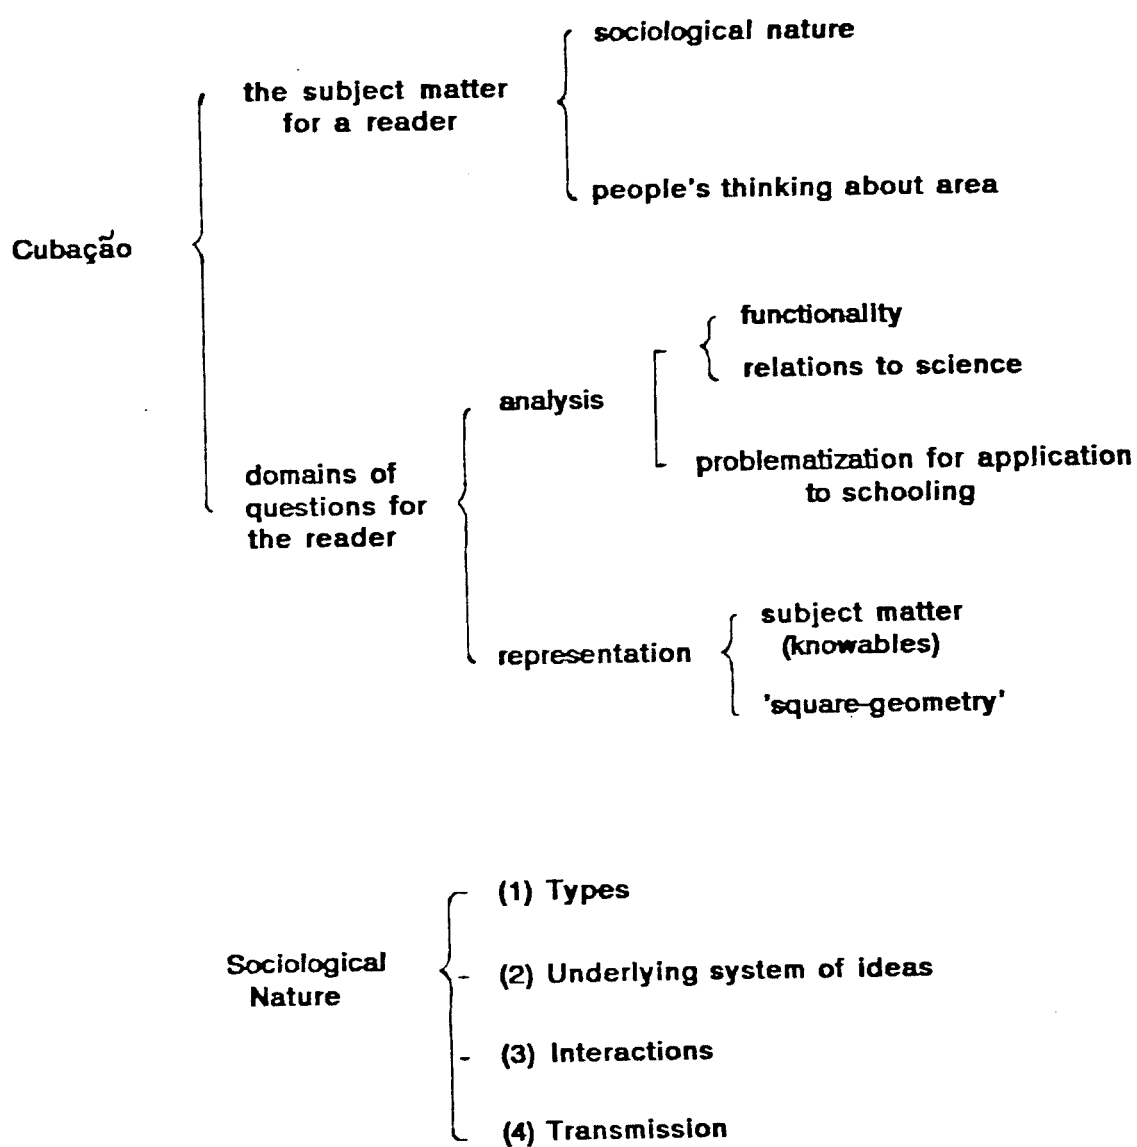 sociological nature
the subject matter
for a reader
people's thinking about area
Cubação
functionality
relations to science
analysis
problematization for application
to schooling
domains of
questions for
the reader
subject matter
(knowables)
representation
'square-geometry'
(1) Types
Sociological
Nature
(2) Underlying system of ideas
(3) Interactions
(4) Transmission